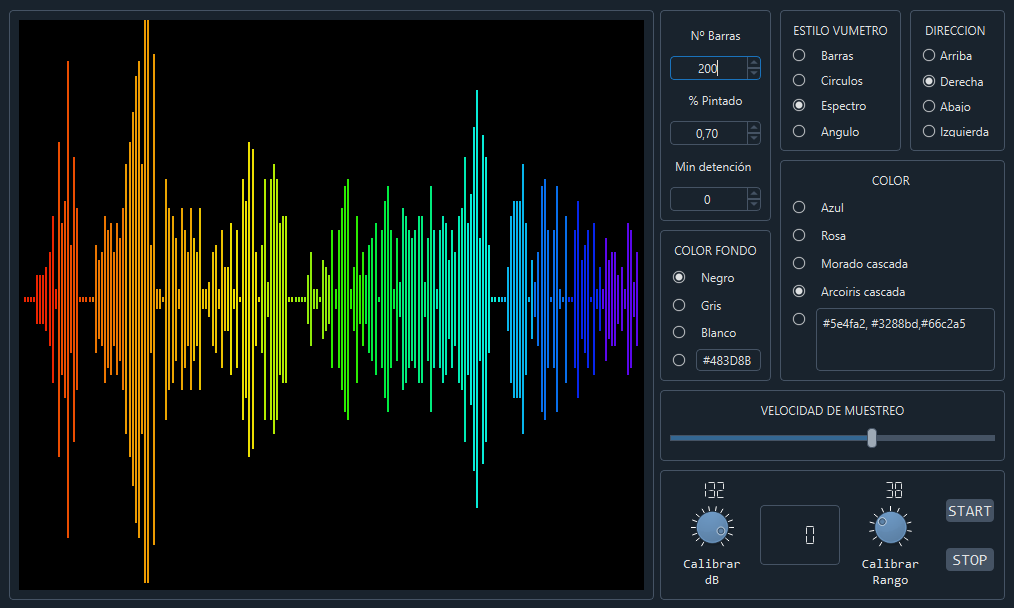 Nº Barras
200
% Pintado
0,70
Min detención
0
ESTILO VUMETRO
Barras
Circulos
Espectro
Angulo
DIRECCION
Arriba
Derecha
Abajo
Izquierda
COLOR FONDO
Negro
Gris
Blanco
#483D8B
COLOR
Azul
Rosa
Morado cascada
Arcoiris cascada
#5e4fa2, #3288bd,#66c2a5
VELOCIDAD DE MUESTREO
132
Calibrar
dB
0
30
Calibrar
Rango
START
STOP